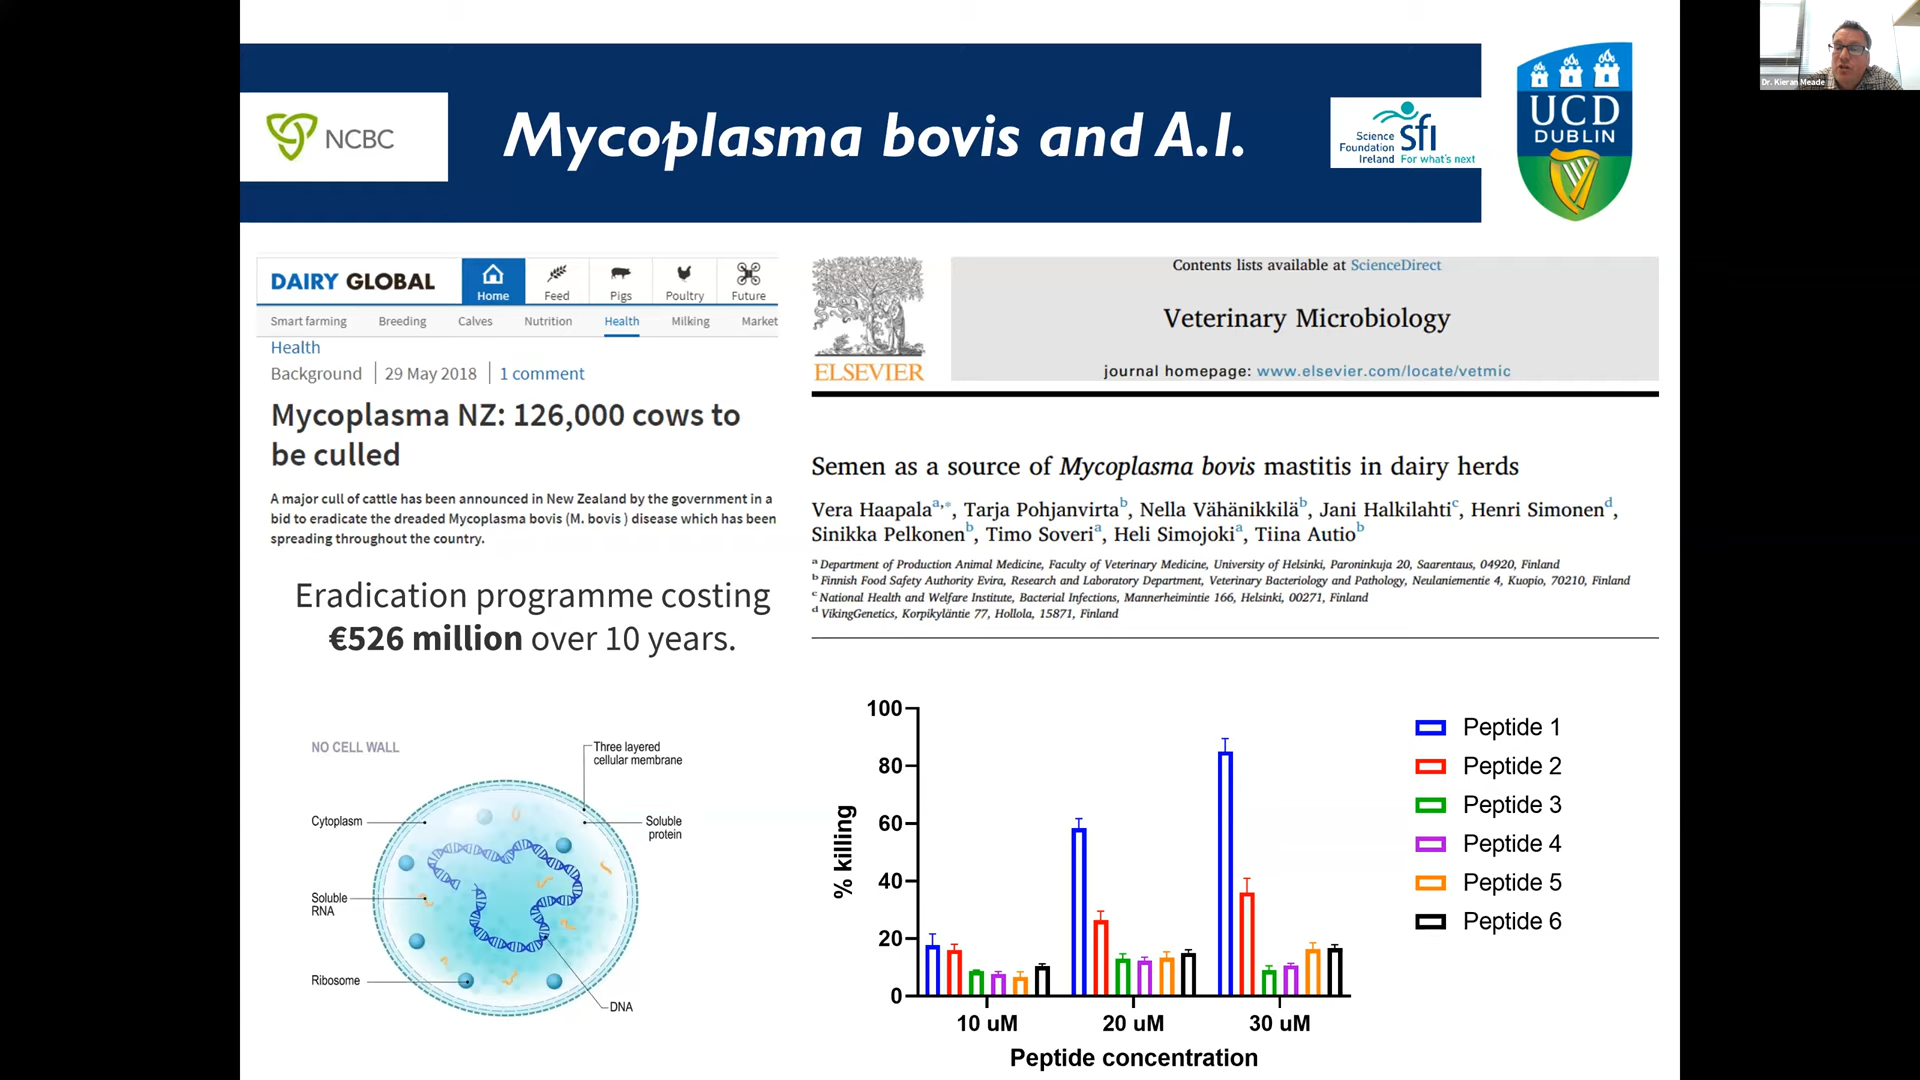 NCBC
Mycoplasma bovis and A.I.
Science
Foundation
Ireland
sfi
For what's next
UCD
DUBLIN
Dr. Kieran Meade
DAIRY GLOBAL
Home
Feed
Pigs
Poultry
Future
Smart farming
Breeding
Calves
Nutrition
Health
Milking
Market
Health
Background
29 May 2018
1 comment
Mycoplasma NZ: 126,000 cows to
be culled
A major cull of cattle has been announced in New Zealand by the government in a
bid to eradicate the dreaded Mycoplasma bovis (M. bovis ) disease which has been
spreading throughout the country.
Eradication programme costing
€526 million over 10 years.
ELSEVIER
Contents lists available at ScienceDirect
Veterinary Microbiology
journal homepage: www.elsevier.com/locate/vetmic
Semen as a source of Mycoplasma bovis mastitis in dairy herds
Vera Haapala a,*, Tarja Pohjanvirta b, Nella Vähänikkilä b, Jani Halkilahti c, Henri Simonen d,
Sinikka Pelkonen b, Timo Soveri a, Heli Simojoki a, Tiina Autio b
a Department of Production Animal Medicine, Faculty of Veterinary Medicine, University of Helsinki, Paroninkuja 20, Saarentaus, 04920, Finland
b Finnish Food Safety Authority Evira, Research and Laboratory Department, Veterinary Bacteriology and Pathology, Neulaniementie 4, Kuopio, 70210, Finland
c National Health and Welfare Institute, Bacterial Infections, Mannerheimintie 166, Helsinki, 00271, Finland
d VikingGenetics, Korpikyläntie 77, Hollola, 15871, Finland
NO CELL WALL
Three layered
cellular membrane
Cytoplasm
Soluble
protein
Soluble
RNA
Ribosome
DNA
100
80
60
40
20
0
% killing
10 uM
20 uM
30 uM
Peptide concentration
Peptide 1
Peptide 2
Peptide 3
Peptide 4
Peptide 5
Peptide 6